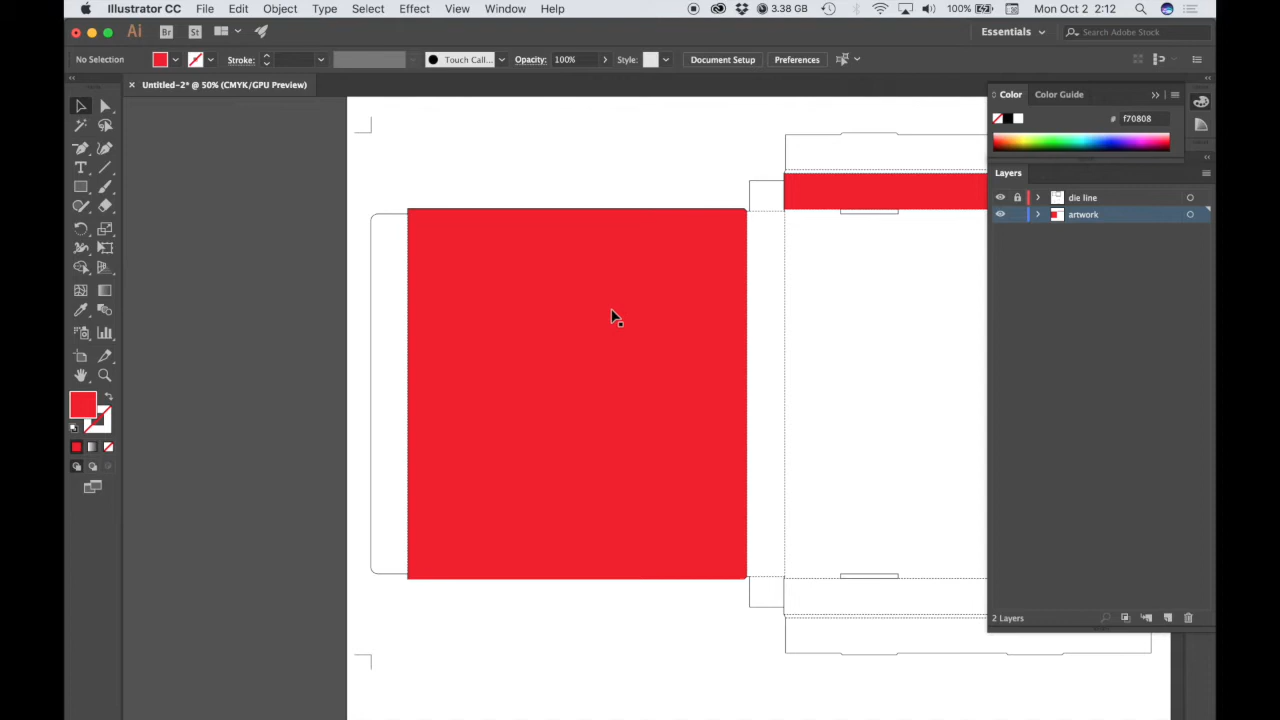 Illustrator CC File Edit Object Type Select Effect View Window Help 3.38 GB 100% Mon Oct 2 2:12
Ai Br St Essentials Search Adobe Stock
No Selection Stroke: Touch Call... Opacity: 100% Style: Document Setup Preferences
× Untitled-2* @ 50% (CMYK/GPU Preview)
Color Color Guide
# f70808
Layers
die line
artwork
2 Layers